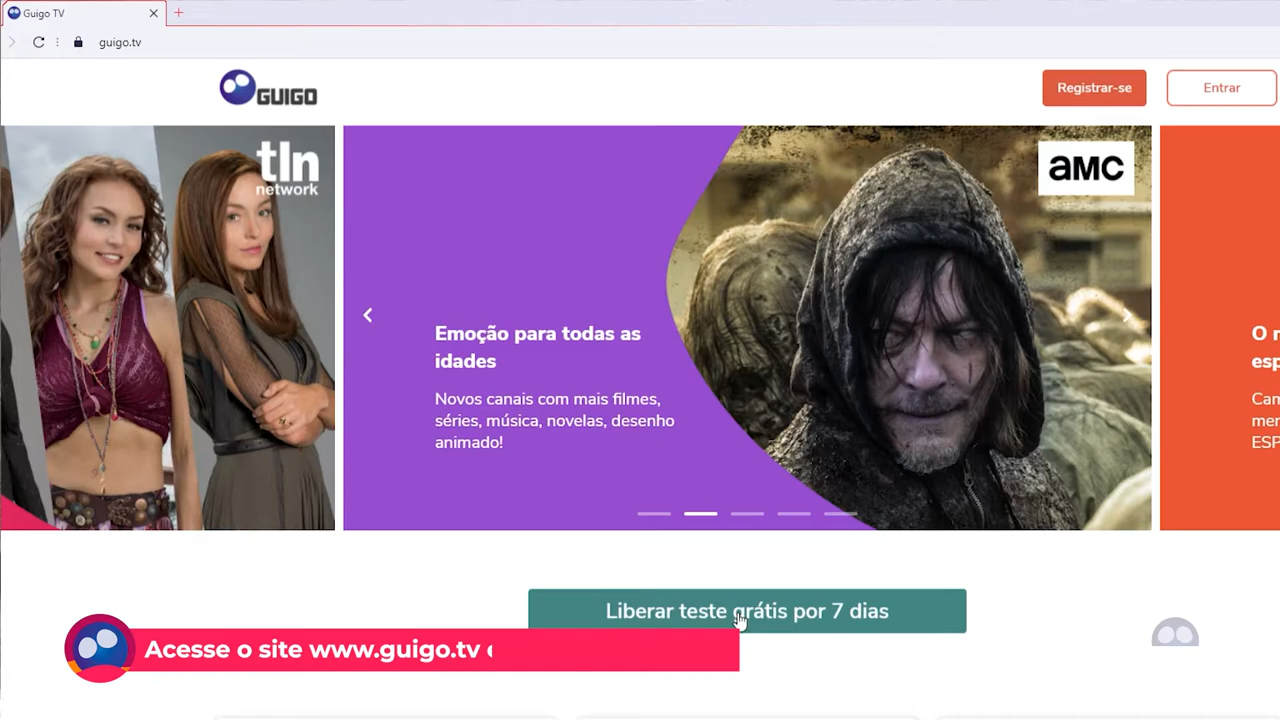 Guigo TV
guigo.tv
GUIGO
Registrar-se
Entrar
tln
network
aMC
Emoção para todas as
idades
Novos canais com mais filmes,
séries, música, novelas, desenho
animado!
O
Liberar teste grátis por 7 dias
Acesse o site www.guigo.tv